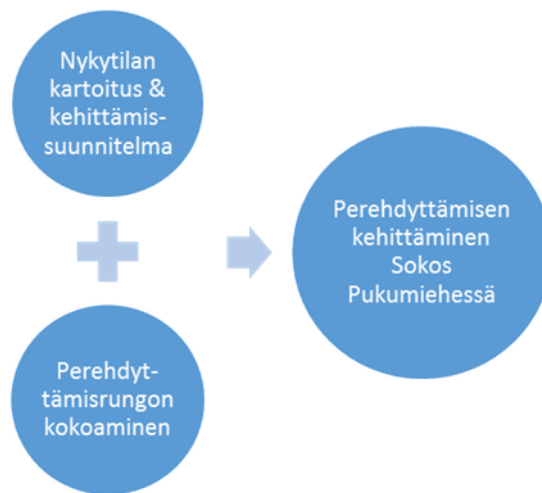 Nykytilan
kartoitus &
kehittämis-
suunnitelma
Perehdyt-
tämisrungon
kokoaminen
Perehdyttämisen
kehittäminen
Sokos
Pukumiehessä